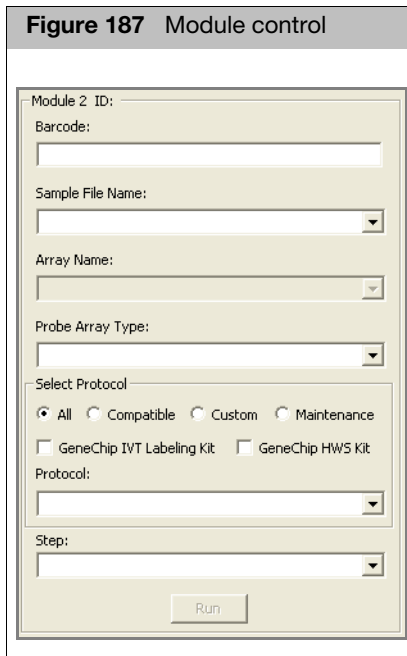 Figure 187 Module control
Module 2 ID:
Barcode:
Sample File Name:
Array Name:
Probe Array Type:
Select Protocol
All Compatible Custom Maintenance
GeneChip IVT Labeling Kit GeneChip HWS Kit
Protocol:
Step:
Run